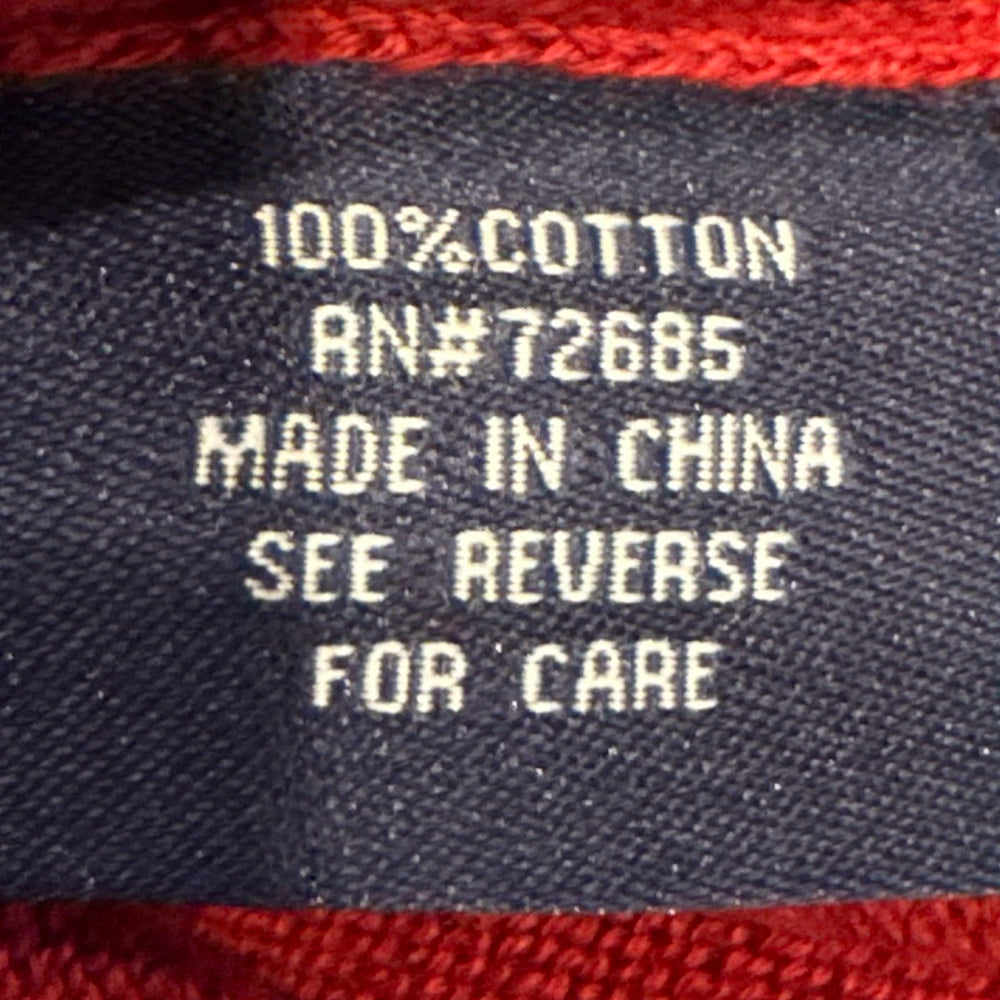 100%COTTON
RN#72685
MADE IN CHINA
SEE REVERSE
FOR CARE